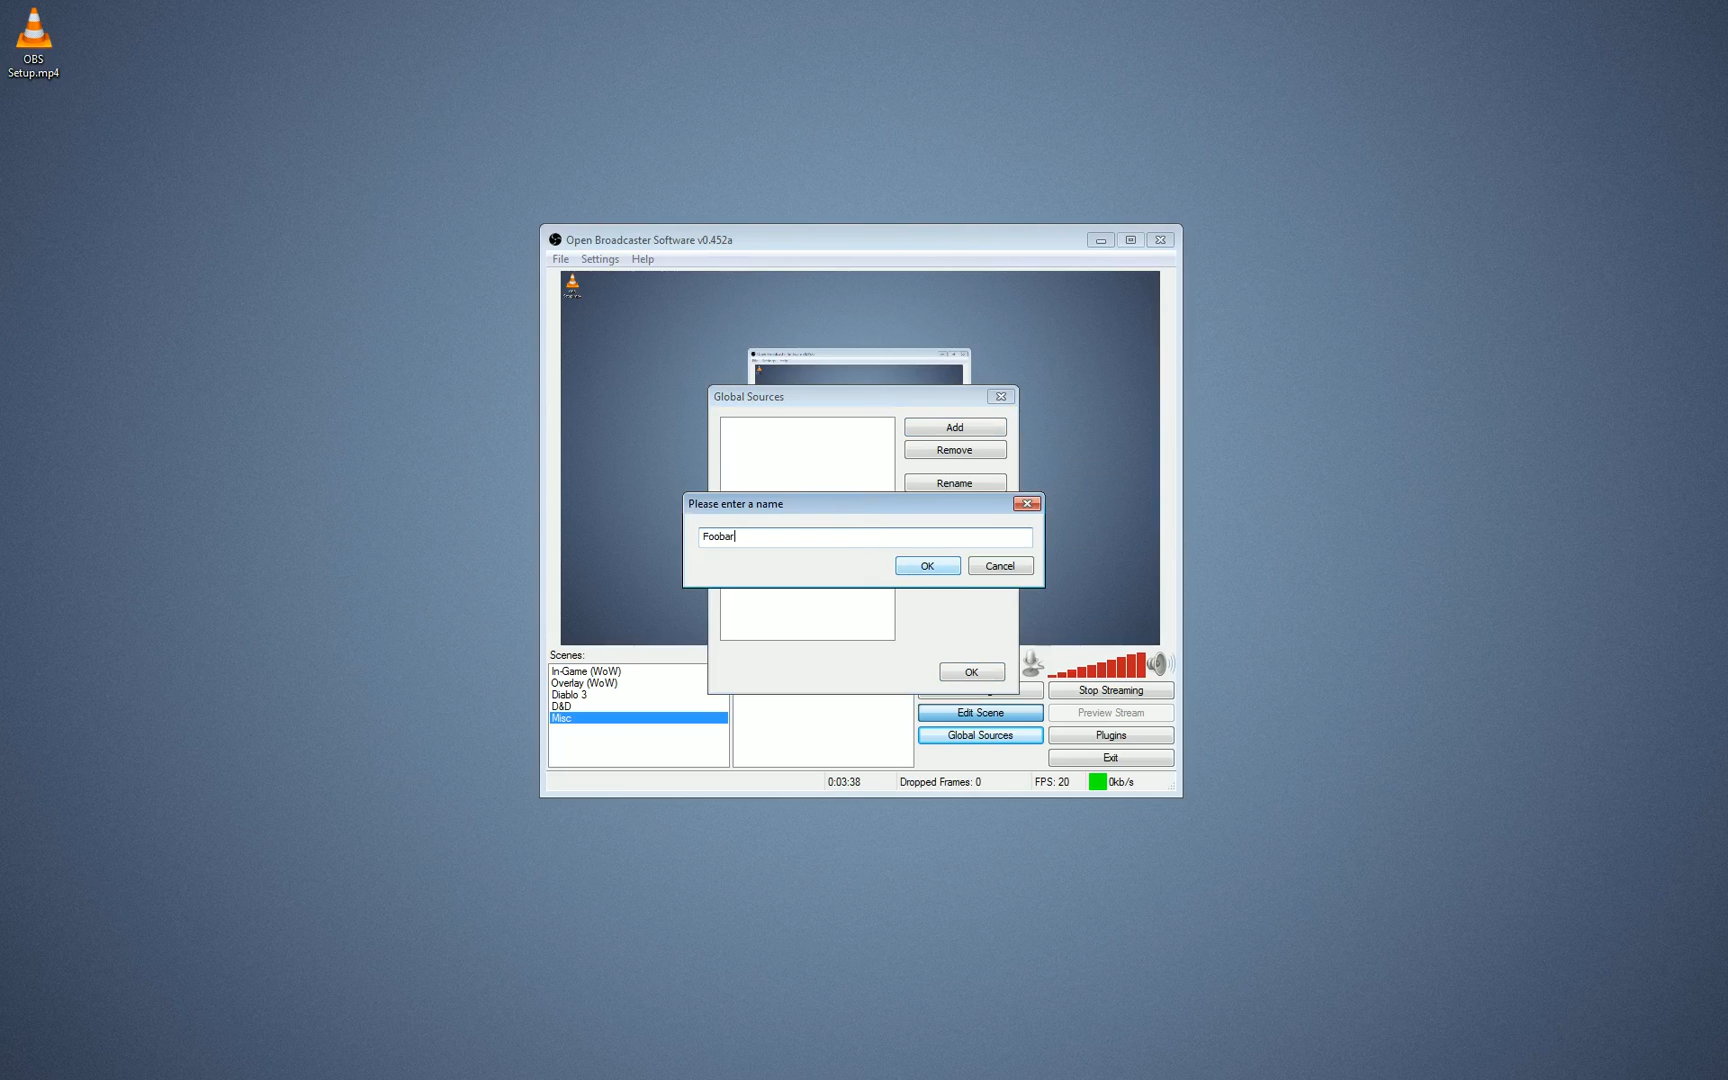 OBS
Setup.mp4
Open Broadcaster Software v0.452a
File Settings Help
Global Sources
Add
Remove
Rename
Please enter a name
Foobar
OK Cancel
OK
Scenes:
In-Game (WoW)
Overlay (WoW)
Diablo 3
D&D
Misc
Stop Streaming
Edit Scene Preview Stream
Global Sources Plugins
Exit
0:03:38 Dropped Frames: 0 FPS: 20 0kb/s